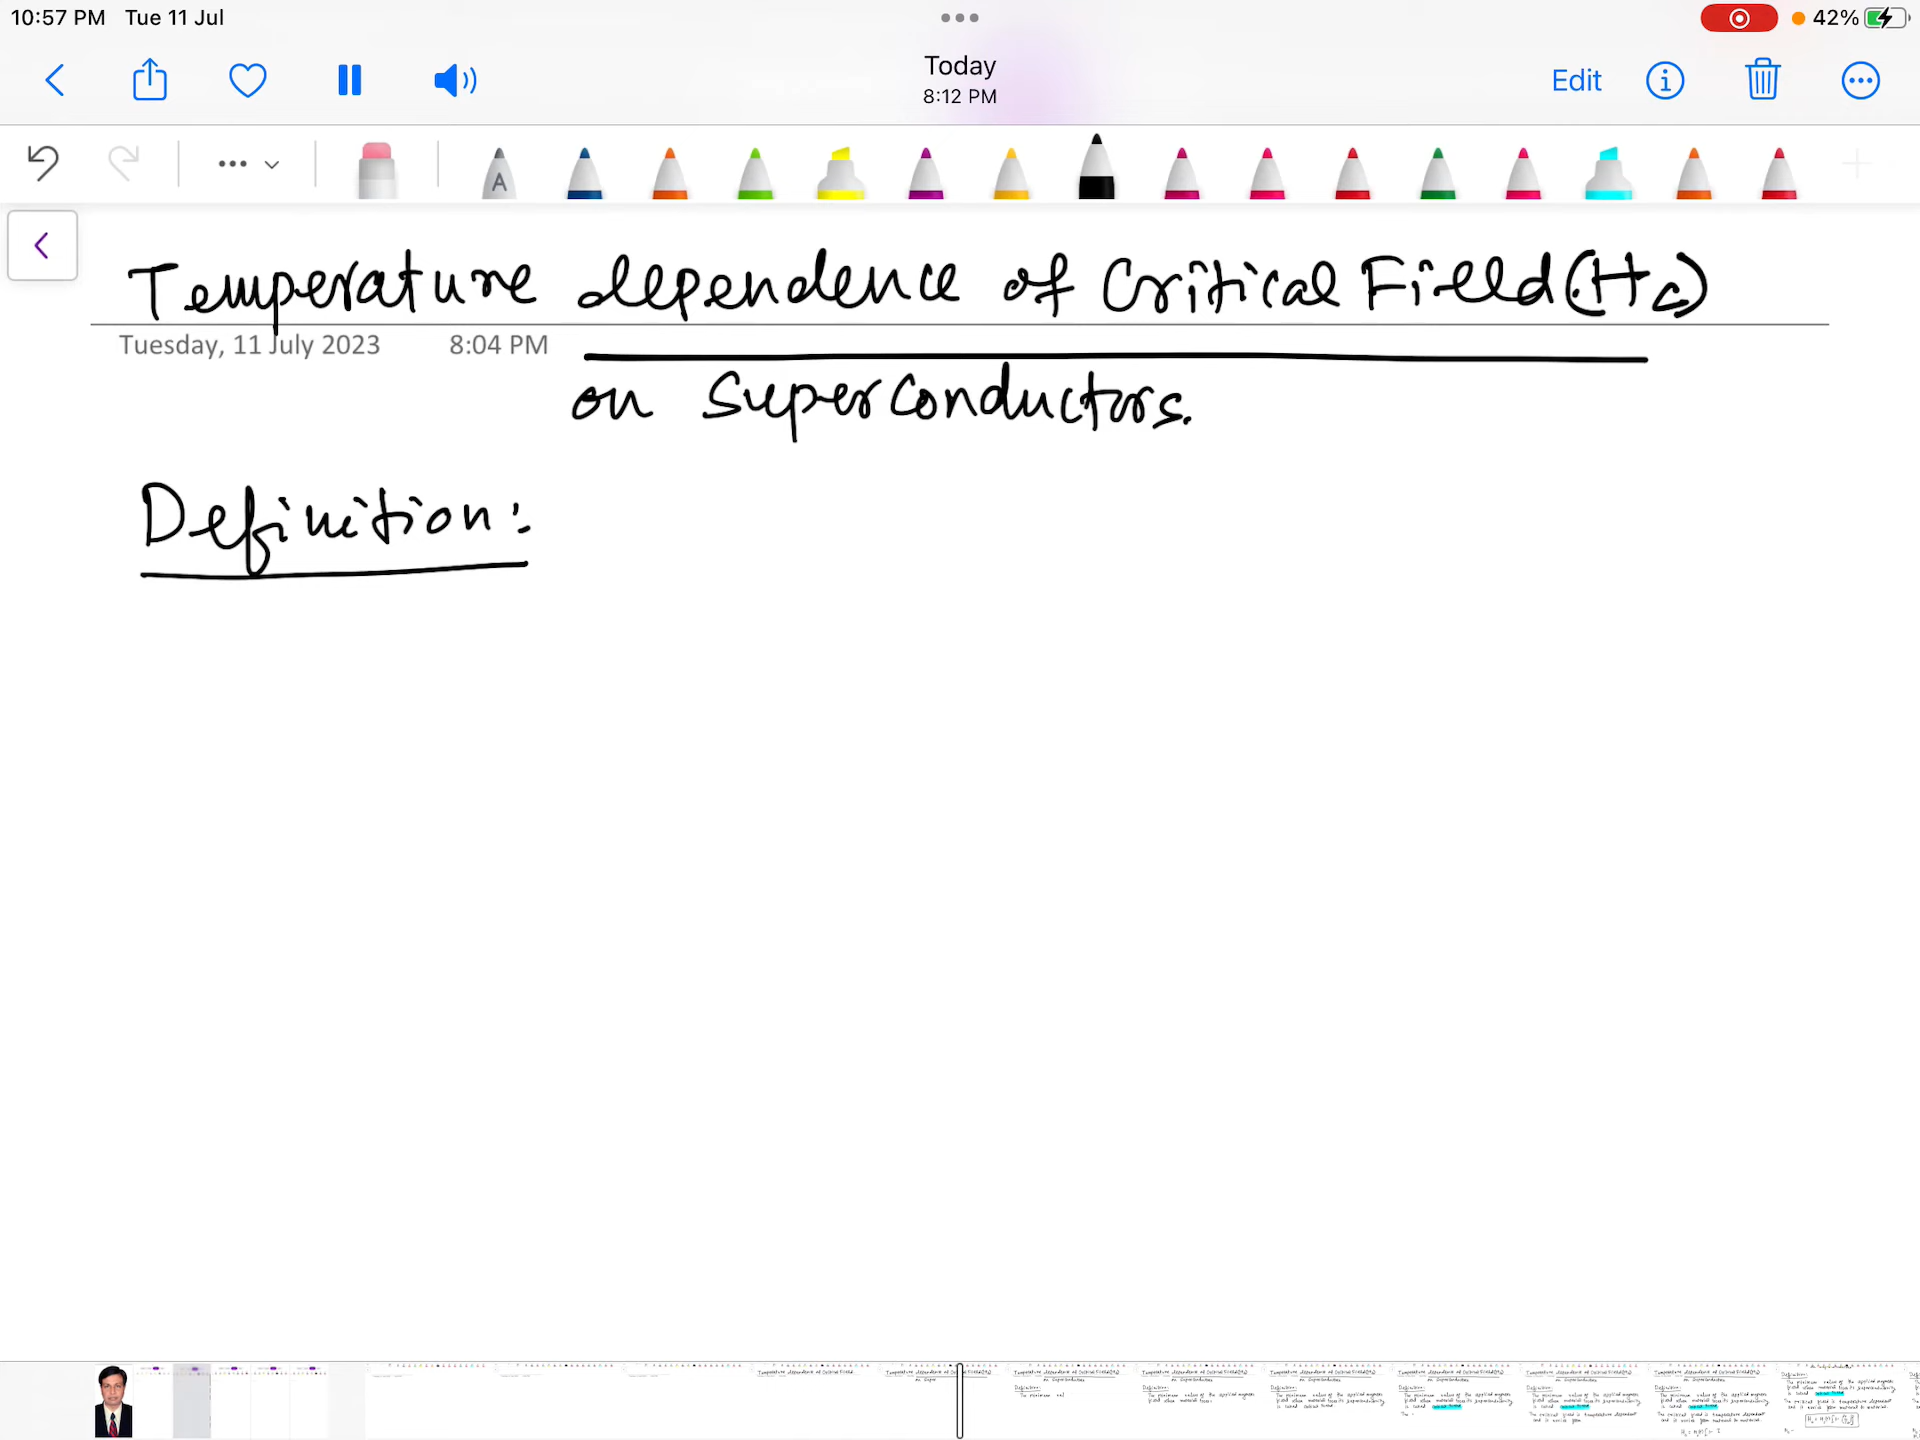 10:57 PM Tue 11 Jul
42%
Today
8:12 PM
Edit
A
Temperature dependence of Critical Field (Hc)
Tuesday, 11 July 2023 8:04 PM
on Superconductors.
Definition: